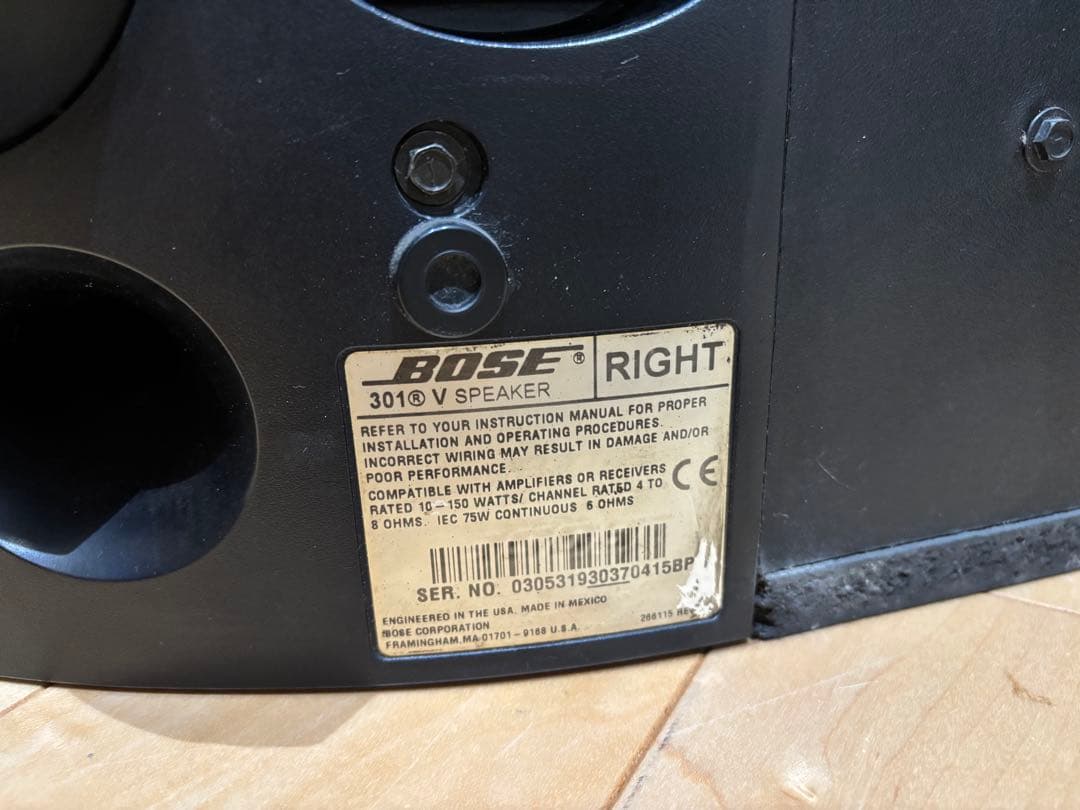 BOSE® RIGHT
301® V SPEAKER
REFER TO YOUR INSTRUCTION MANUAL FOR PROPER
INSTALLATION AND OPERATING PROCEDURES.
INCORRECT WIRING MAY RESULT IN DAMAGE AND/OR
POOR PERFORMANCE.
COMPATIBLE WITH AMPLIFIERS OR RECEIVERS CE
RATED 10-150 WATTS/ CHANNEL RATED 4 TO
8 OHMS. IEC 75W CONTINUOUS 6 OHMS
SER. NO. 030531930370415BP
ENGINEERED IN THE USA. MADE IN MEXICO
BOSE CORPORATION 266115 RE
FRAMINGHAM, MA 01701-9168 U.S.A.